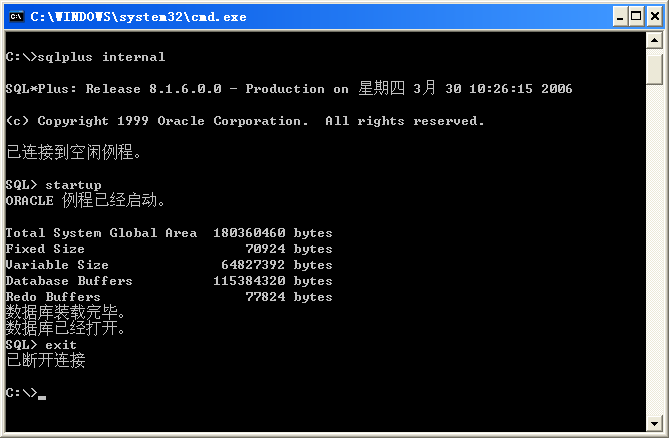 C:\WINDOWS\system32\cmd.exe
C:\>sqlplus internal
SQL*Plus: Release 8.1.6.0.0 - Production on 星期四 3月 30 10:26:15 2006
(c) Copyright 1999 Oracle Corporation.  All rights reserved.
已连接到空闲例程。
SQL> startup
ORACLE 例程已经启动。
Total System Global Area  180360460 bytes
Fixed Size                    70924 bytes
Variable Size              64827392 bytes
Database Buffers          115384320 bytes
Redo Buffers                  77824 bytes
数据库装载完毕。
数据库已经打开。
SQL> exit
已断开连接
C:\>